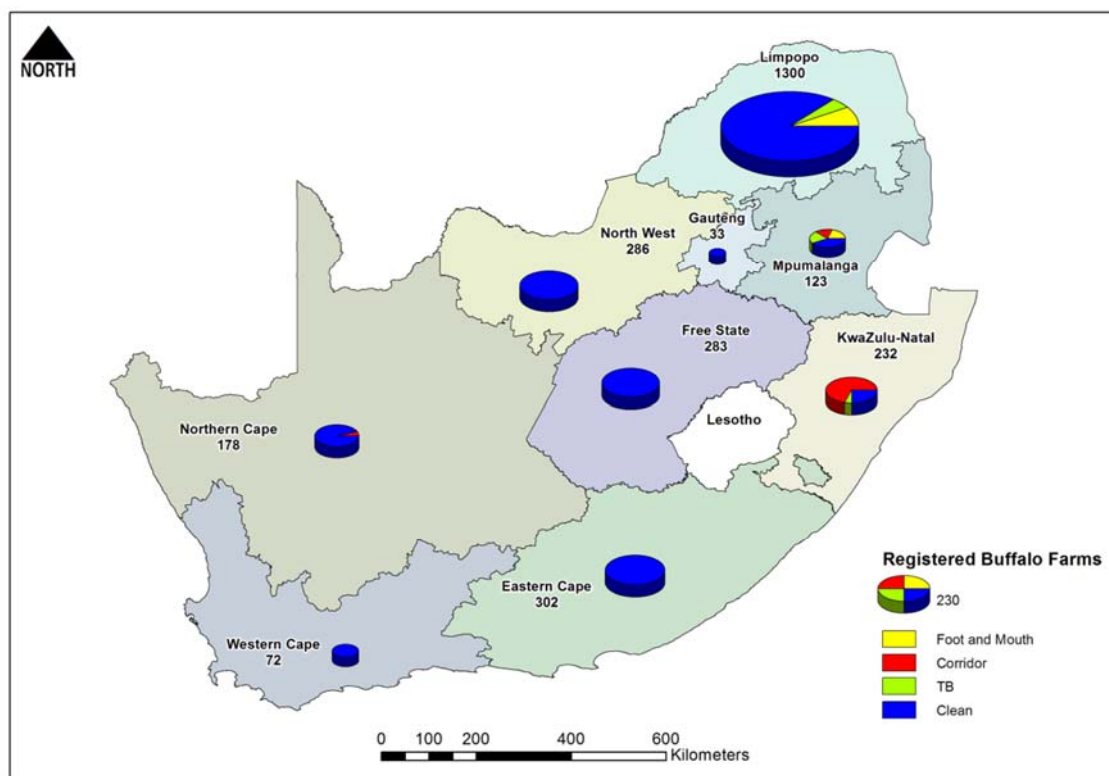 NORTH
Limpopo
1300
Gauteng
33
North West
286
Mpumalanga
123
Free State
283
KwaZulu-Natal
232
Lesotho
Northern Cape
178
Eastern Cape
302
Western Cape
72
Registered Buffalo Farms
230
Foot and Mouth
Corridor
TB
Clean
0 100 200 400 600
Kilometers